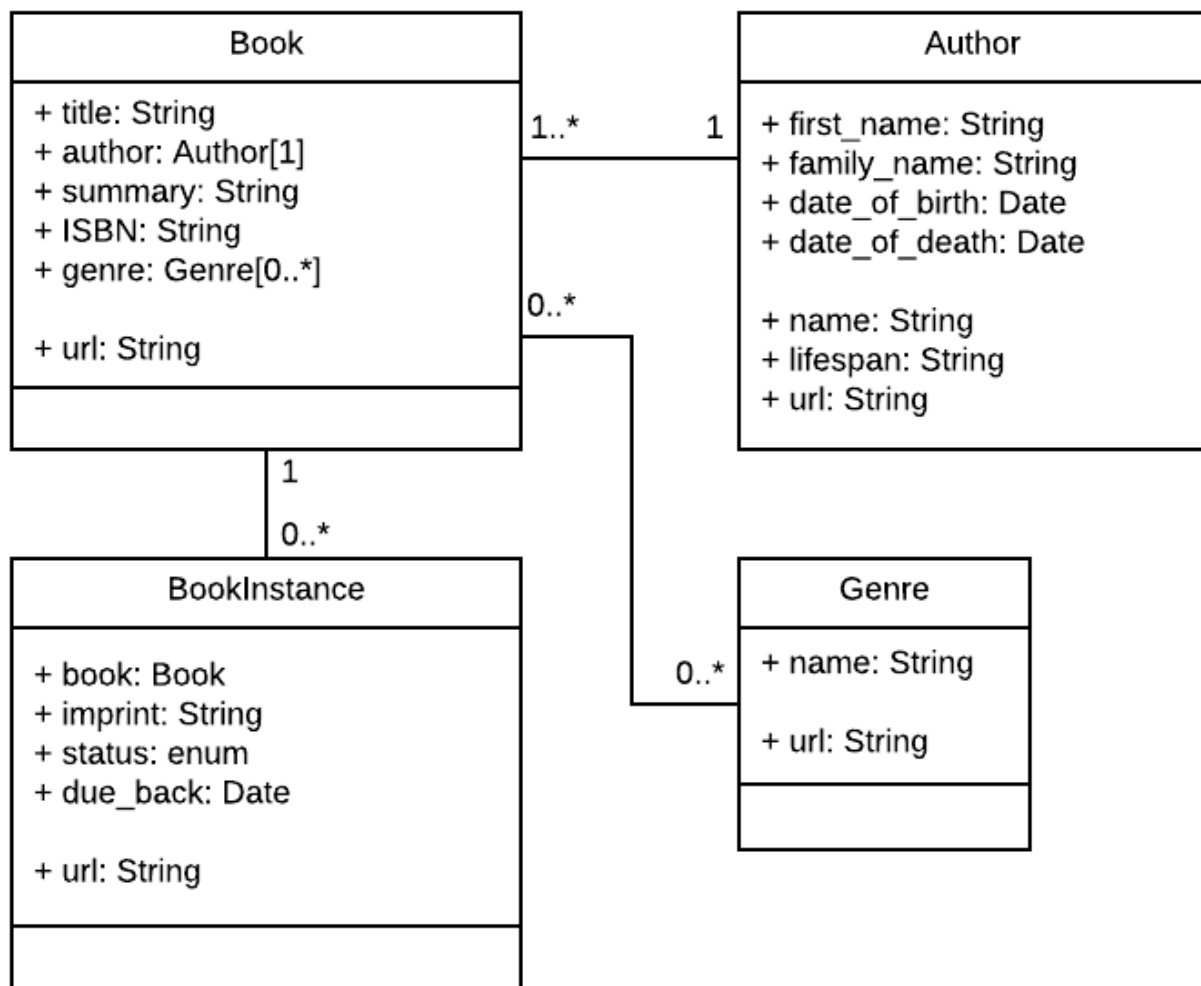 Book
+ title: String
+ author: Author[1]
+ summary: String
+ ISBN: String
+ genre: Genre[0..*]
+ url: String
1..*
1
Author
+ first_name: String
+ family_name: String
+ date_of_birth: Date
+ date_of_death: Date
+ name: String
+ lifespan: String
+ url: String
0..*
1
0..*
BookInstance
+ book: Book
+ imprint: String
+ status: enum
+ due_back: Date
+ url: String
0..*
Genre
+ name: String
+ url: String